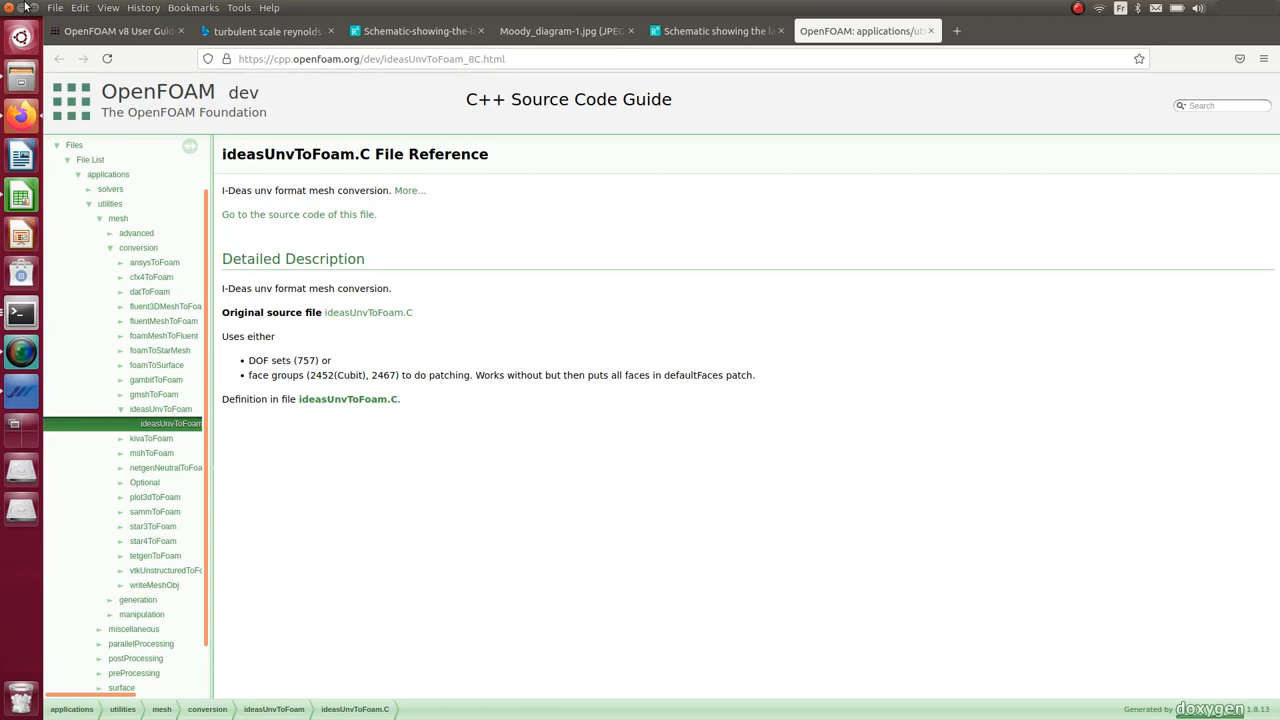 File Edit View History Bookmarks Tools Help
Fr
OpenFOAM v8 User Guid
turbulent scale reynolds
Schematic-showing-the-l
Moody_diagram-1.jpg (JPEG
Schematic showing the la
OpenFOAM: applications/ut
https://cpp.openfoam.org/dev/ideasUnvToFoam_8C.html
OpenFOAM dev
The OpenFOAM Foundation
C++ Source Code Guide
Search
Files
File List
applications
solvers
utilities
mesh
advanced
conversion
ansysToFoam
cfx4ToFoam
datToFoam
fluent3DMeshToFoa
fluentMeshToFoam
foamMeshToFluent
foamToStarMesh
foamToSurface
gambitToFoam
gmshToFoam
ideasUnvToFoam
ideasUnvToFoam
kivaToFoam
mshToFoam
netgenNeutralToFoa
Optional
plot3dToFoam
sammToFoam
star3ToFoam
star4ToFoam
tetgenToFoam
vtkUnstructuredToFo
writeMeshObj
generation
manipulation
miscellaneous
parallelProcessing
postProcessing
preProcessing
surface
ideasUnvToFoam.C File Reference
I-Deas unv format mesh conversion. More...
Go to the source code of this file.
Detailed Description
I-Deas unv format mesh conversion.
Original source file ideasUnvToFoam.C
Uses either
• DOF sets (757) or
• face groups (2452(Cubit), 2467) to do patching. Works without but then puts all faces in defaultFaces patch.
Definition in file ideasUnvToFoam.C.
applications utilities mesh conversion ideasUnvToFoam ideasUnvToFoam.C
Generated by doxygen 1.8.13